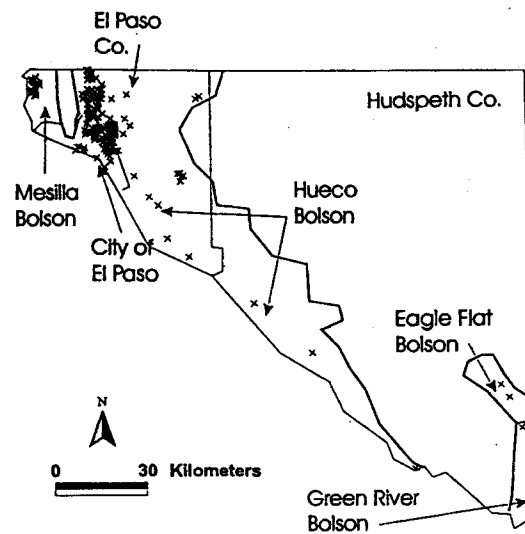 El Paso
Co.
Hudspeth Co.
Mesilla
Bolson
City of
El Paso
Hueco
Bolson
Eagle Flat
Bolson
N
0 30 Kilometers
Green River
Bolson